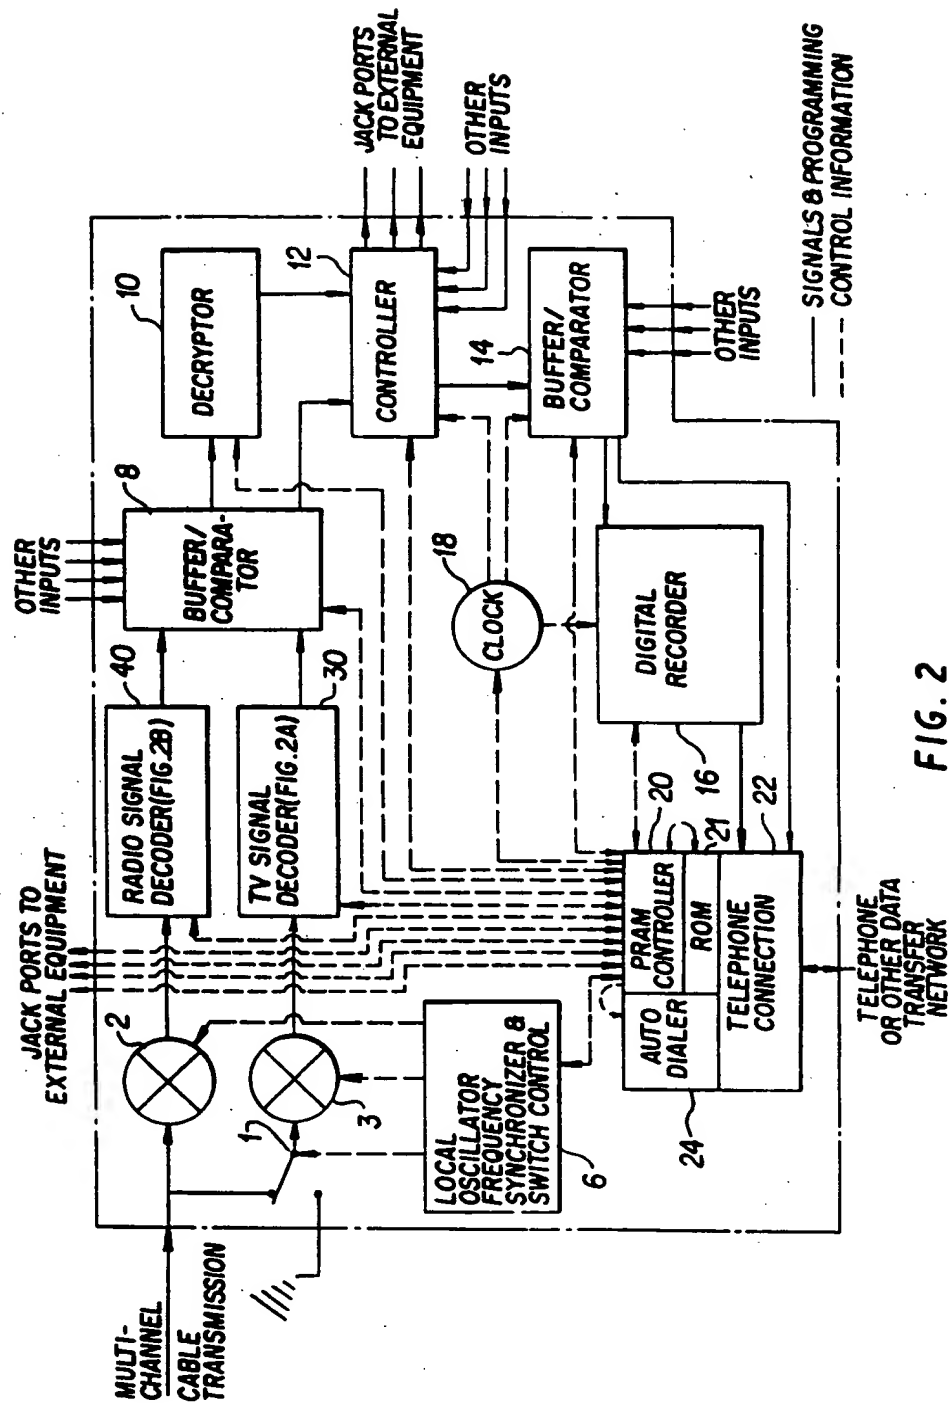 MULTI-
CHANNEL
CABLE
TRANSMISSION
JACK PORTS TO
EXTERNAL EQUIPMENT
OTHER
INPUTS
2
1
3
40
RADIO SIGNAL
DECODER(FIG.2B)
TV SIGNAL
DECODER(FIG.2A)
30
8
BUFFER/
COMPARA-
TOR
10
DECRYPTOR
12
CONTROLLER
JACK PORTS
TO EXTERNAL
EQUIPMENT
OTHER
INPUTS
LOCAL
OSCILLATOR
FREQUENCY
SYNCHRONIZER &
SWITCH CONTROL
6
18
CLOCK
14
BUFFER/
COMPARATOR
OTHER
INPUTS
DIGITAL
RECORDER
16
AUTO
DIALER
24
PRAM
CONTROLLER
20
ROM
21
TELEPHONE
CONNECTION
22
TELEPHONE
OR OTHER DATA
TRANSFER
NETWORK
SIGNALS & PROGRAMMING
CONTROL INFORMATION
FIG. 2